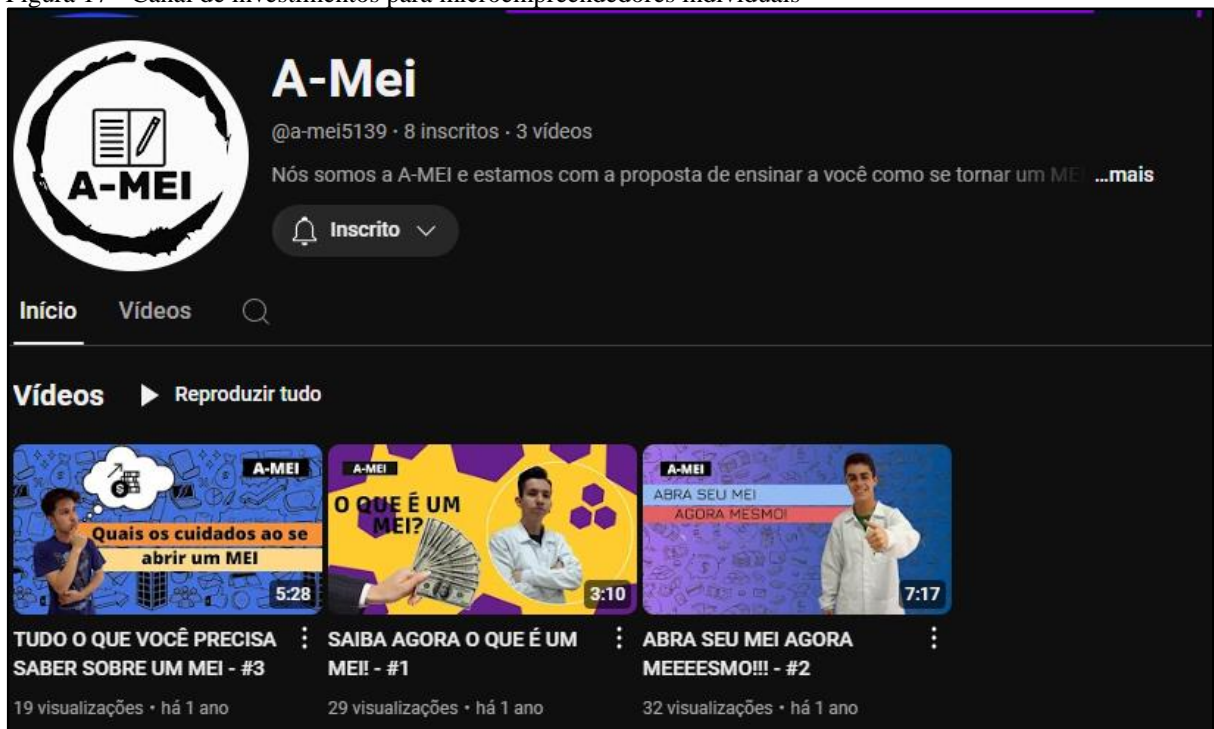 Figura 17 - Canal de investimentos para microempreendedores individuais
A-MEI
A-Mei
@a-mei5139 · 8 inscritos · 3 vídeos
Nós somos a A-MEI e estamos com a proposta de ensinar a você como se tornar um MEI ...mais
Inscrito
Início Vídeos
Vídeos Reproduzir tudo
A-MEI
Quais os cuidados ao se
abrir um MEI
5:28
TUDO O QUE VOCÊ PRECISA
SABER SOBRE UM MEI - #3
19 visualizações • há 1 ano
A-MEI
O QUE É UM
MEI?
3:10
SAIBA AGORA O QUE É UM
MEI! - #1
29 visualizações • há 1 ano
A-MEI
ABRA SEU MEI
AGORA MESMO!
7:17
ABRA SEU MEI AGORA
MEEEESMO!!! - #2
32 visualizações • há 1 ano